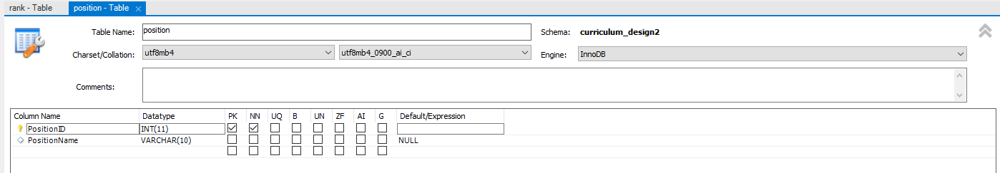 rank - Table position - Table ×
Table Name: position Schema: curriculum_design2
Charset/Collation: utf8mb4 utf8mb4_0900_ai_ci Engine: InnoDB
Comments:
Column Name Datatype PK NN UQ B UN ZF AI G Default/Expression
PositionID INT(11)
PositionName VARCHAR(10) NULL